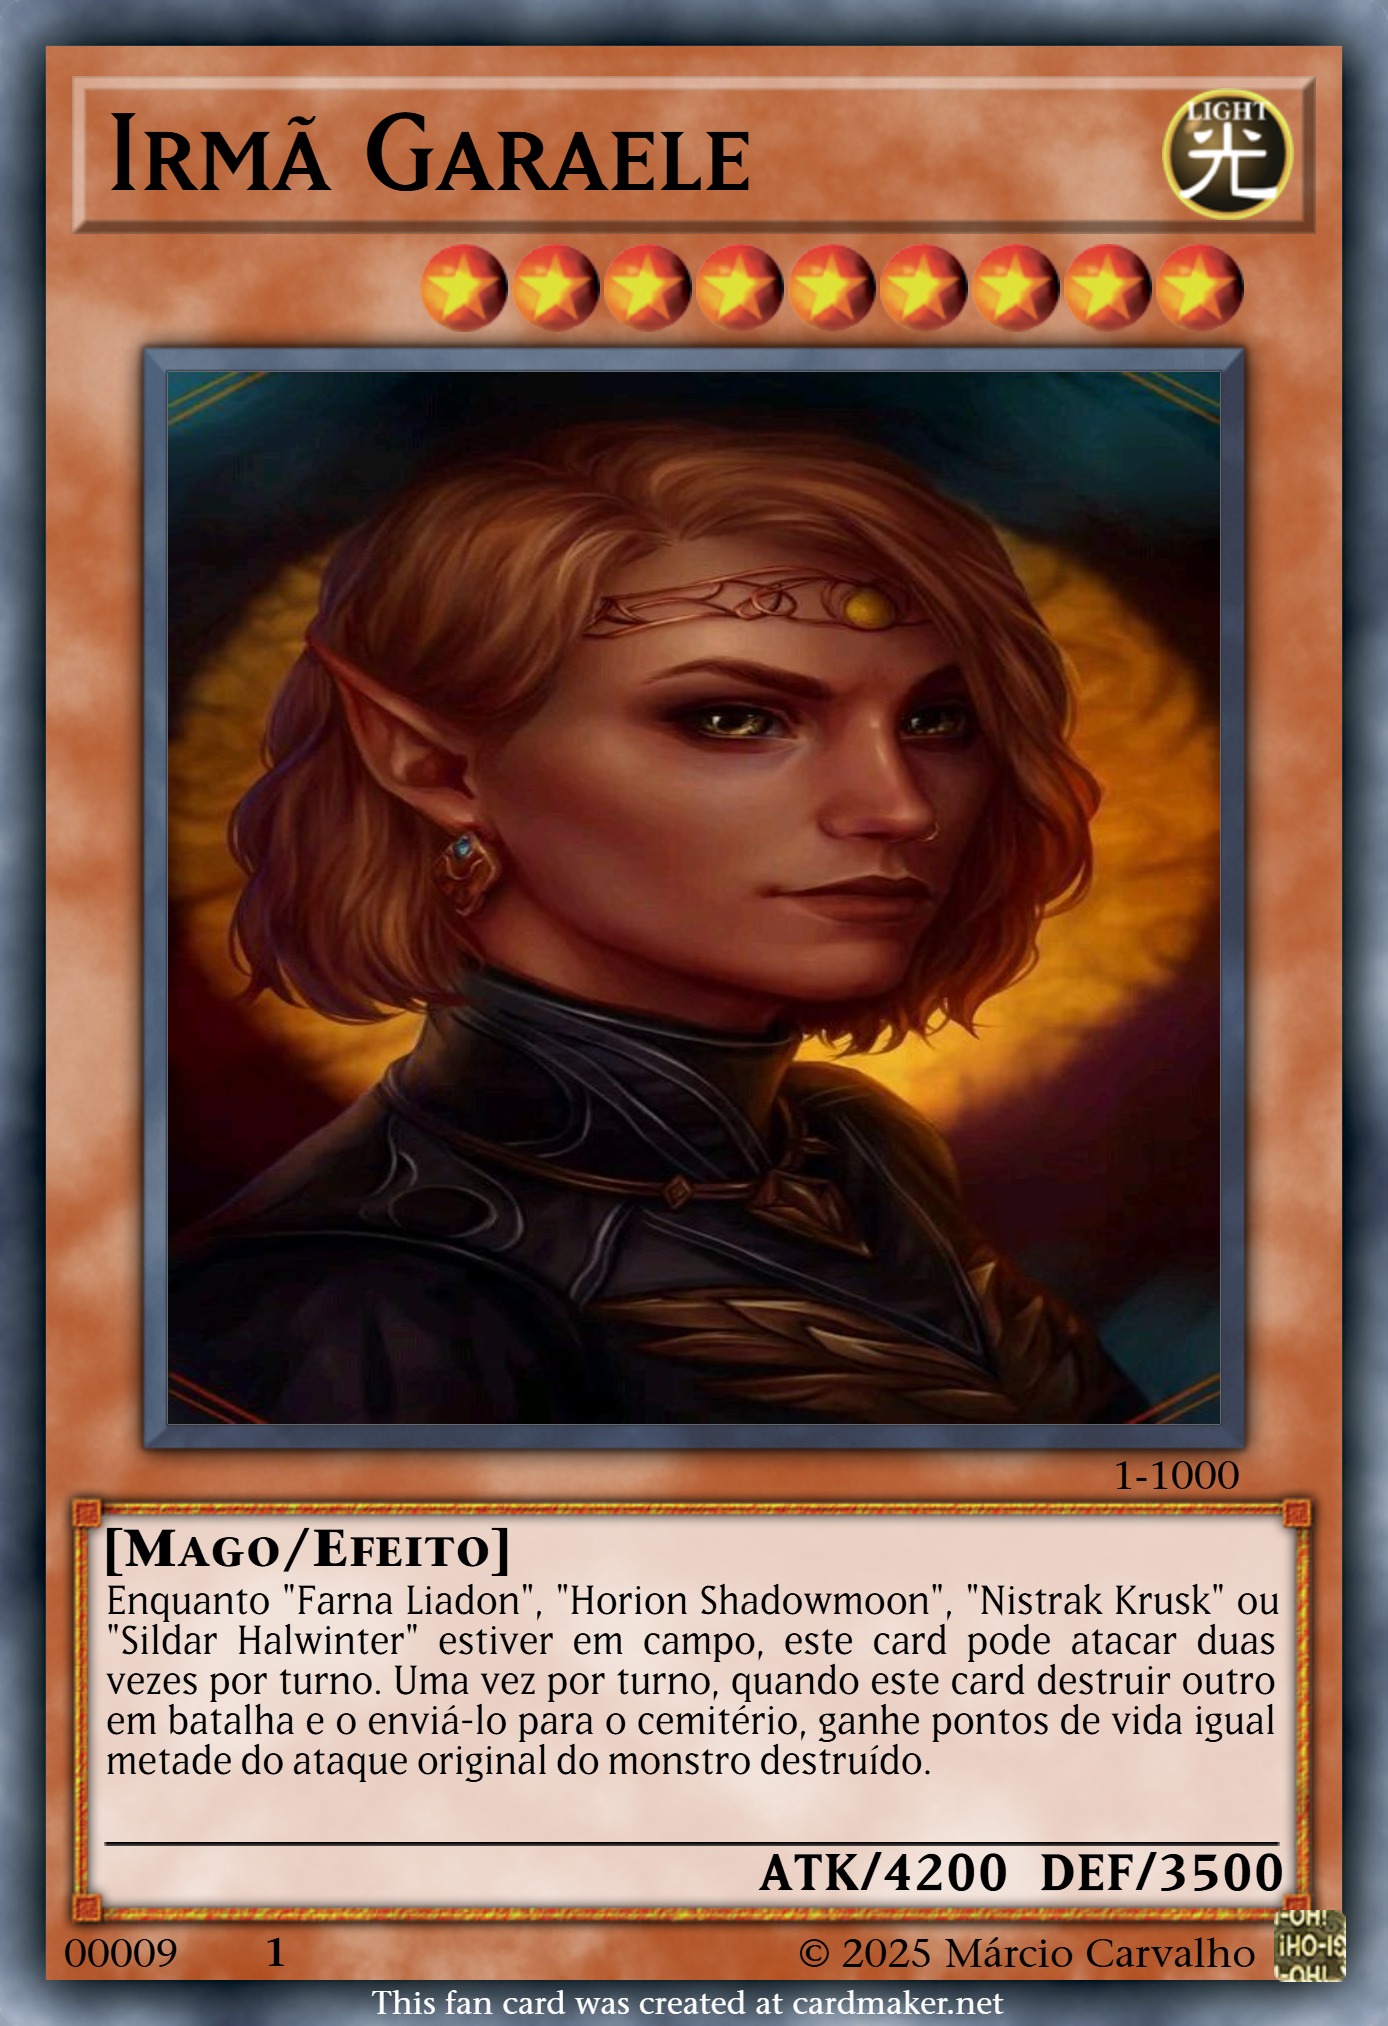 Irmã Garaele
LIGHT
光
1-1000
[Mago/Efeito]
Enquanto "Farna Liadon", "Horion Shadowmoon", "Nistrak Krusk" ou
"Sildar Halwinter" estiver em campo, este card pode atacar duas
vezes por turno. Uma vez por turno, quando este card destruir outro
em batalha e o enviá-lo para o cemitério, ganhe pontos de vida igual
metade do ataque original do monstro destruído.
ATK/4200 DEF/3500
00009 1 © 2025 Márcio Carvalho
This fan card was created at cardmaker.net